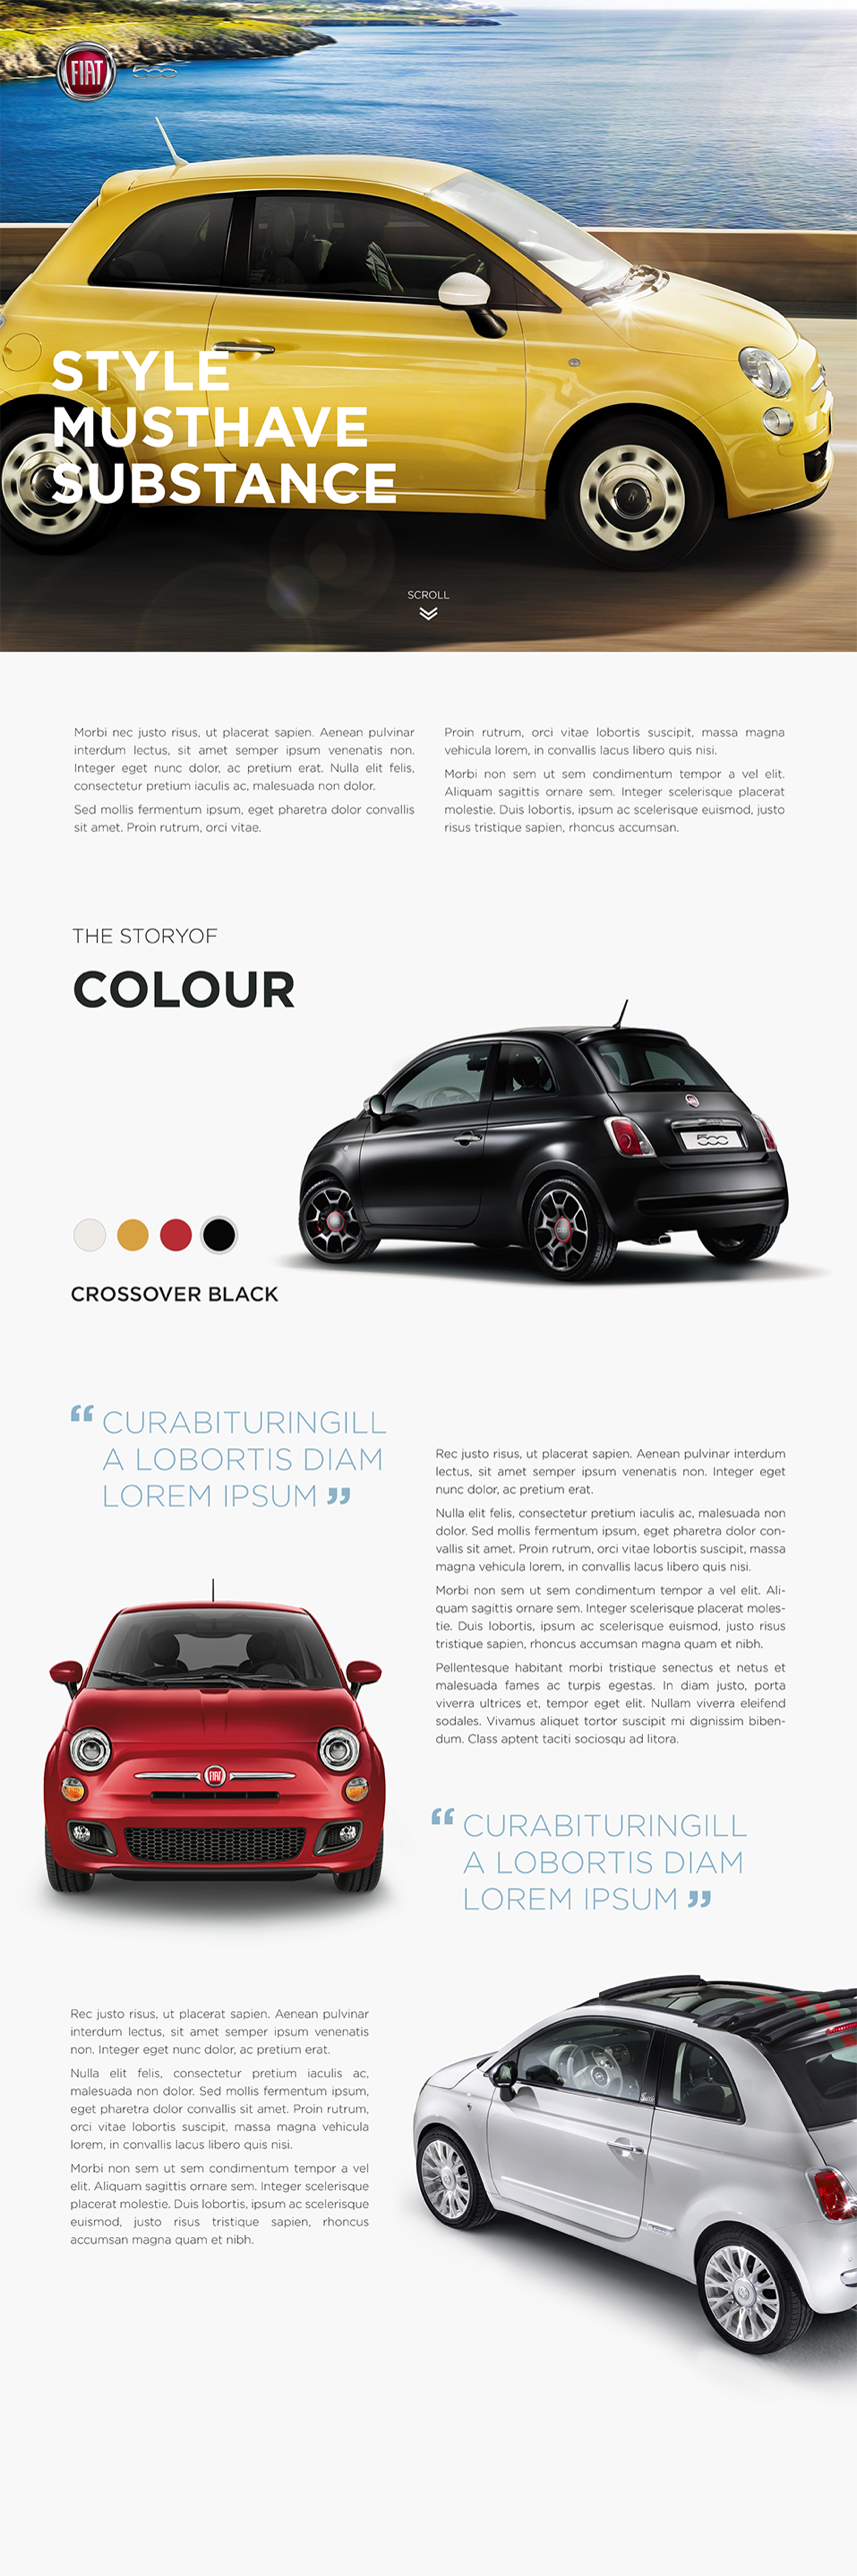 FIAT
500
STYLE
MUSTHAVE
SUBSTANCE
SCROLL
Morbi nec justo risus, ut placerat sapien. Aenean pulvinar
interdum lectus, sit amet semper ipsum venenatis non.
Integer eget nunc dolor, ac pretium erat. Nulla elit felis,
consectetur pretium iaculis ac, malesuada non dolor.
Sed mollis fermentum ipsum, eget pharetra dolor convallis
sit amet. Proin rutrum, orci vitae.
Proin rutrum, orci vitae lobortis suscipit, massa magna
vehicula lorem, in convallis lacus libero quis nisi.
Morbi non sem ut sem condimentum tempor a vel elit.
Aliquam sagittis ornare sem. Integer scelerisque placerat
molestie. Duis lobortis, ipsum ac scelerisque euismod, justo
risus tristique sapien, rhoncus accumsan.
THE STORYOF
COLOUR
500
CROSSOVER BLACK
“ CURABITURINGILL
A LOBORTIS DIAM
LOREM IPSUM ”
Rec justo risus, ut placerat sapien. Aenean pulvinar interdum
lectus, sit amet semper ipsum venenatis non. Integer eget
nunc dolor, ac pretium erat.
Nulla elit felis, consectetur pretium iaculis ac, malesuada non
dolor. Sed mollis fermentum ipsum, eget pharetra dolor con-
vallis sit amet. Proin rutrum, orci vitae lobortis suscipit, massa
magna vehicula lorem, in convallis lacus libero quis nisi.
Morbi non sem ut sem condimentum tempor a vel elit. Ali-
quam sagittis ornare sem. Integer scelerisque placerat moles-
tie. Duis lobortis, ipsum ac scelerisque euismod, justo risus
tristique sapien, rhoncus accumsan magna quam et nibh.
Pellentesque habitant morbi tristique senectus et netus et
malesuada fames ac turpis egestas. In diam justo, porta
viverra ultrices et, tempor eget elit. Nullam viverra eleifend
sodales. Vivamus aliquet tortor suscipit mi dignissim biben-
dum. Class aptent taciti sociosqu ad litora.
FIAT
“ CURABITURINGILL
A LOBORTIS DIAM
LOREM IPSUM ”
Rec justo risus, ut placerat sapien. Aenean pulvinar
interdum lectus, sit amet semper ipsum venenatis
non. Integer eget nunc dolor, ac pretium erat.
Nulla elit felis, consectetur pretium iaculis ac,
malesuada non dolor. Sed mollis fermentum ipsum,
eget pharetra dolor convallis sit amet. Proin rutrum,
orci vitae lobortis suscipit, massa magna vehicula
lorem, in convallis lacus libero quis nisi.
Morbi non sem ut sem condimentum tempor a vel
elit. Aliquam sagittis ornare sem. Integer scelerisque
placerat molestie. Duis lobortis, ipsum ac scelerisque
euismod, justo risus tristique sapien, rhoncus
accumsan magna quam et nibh.